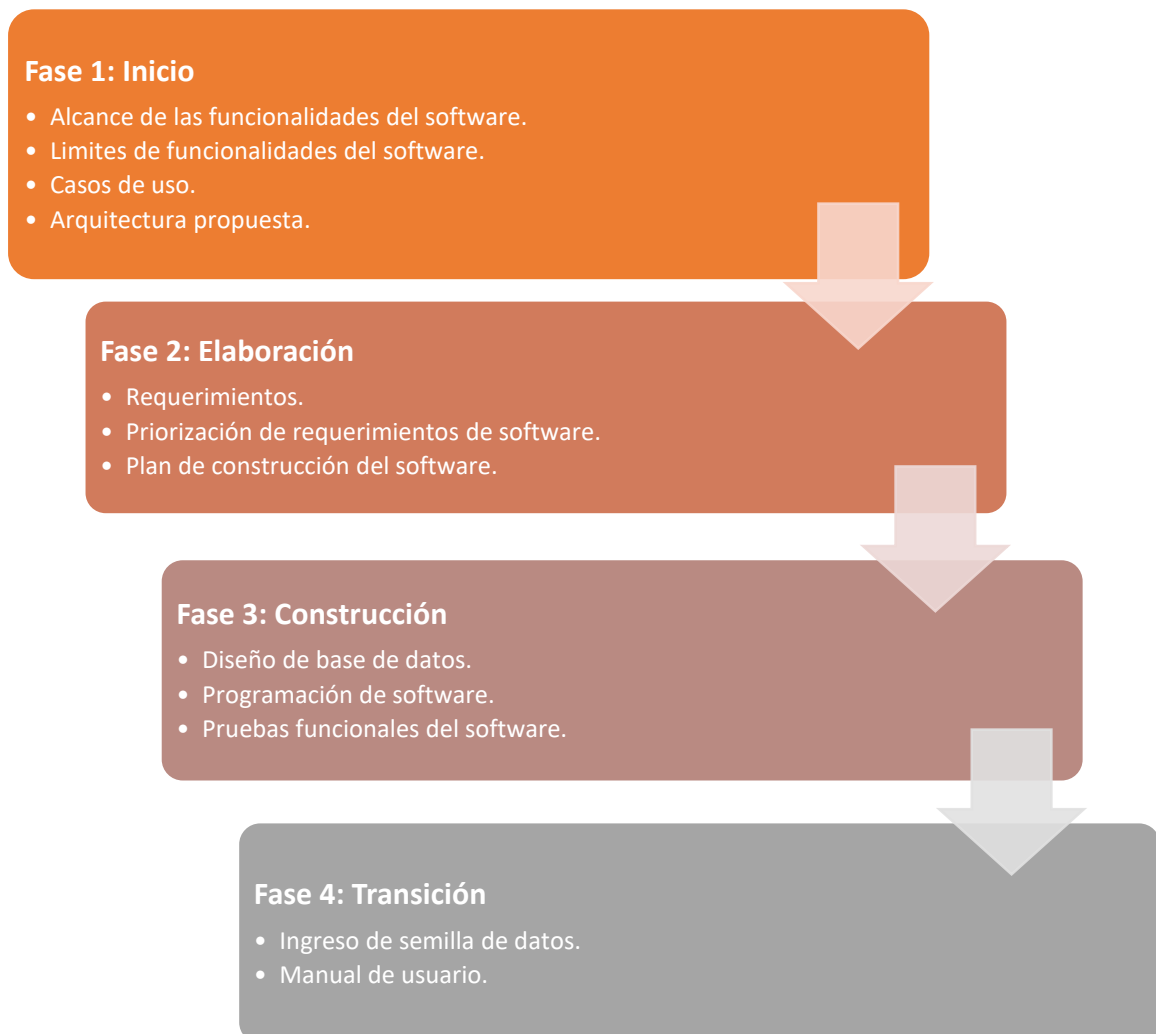 Fase 1: Inicio
• Alcance de las funcionalidades del software.
• Limites de funcionalidades del software.
• Casos de uso.
• Arquitectura propuesta.
Fase 2: Elaboración
• Requerimientos.
• Priorización de requerimientos de software.
• Plan de construcción del software.
Fase 3: Construcción
• Diseño de base de datos.
• Programación de software.
• Pruebas funcionales del software.
Fase 4: Transición
• Ingreso de semilla de datos.
• Manual de usuario.